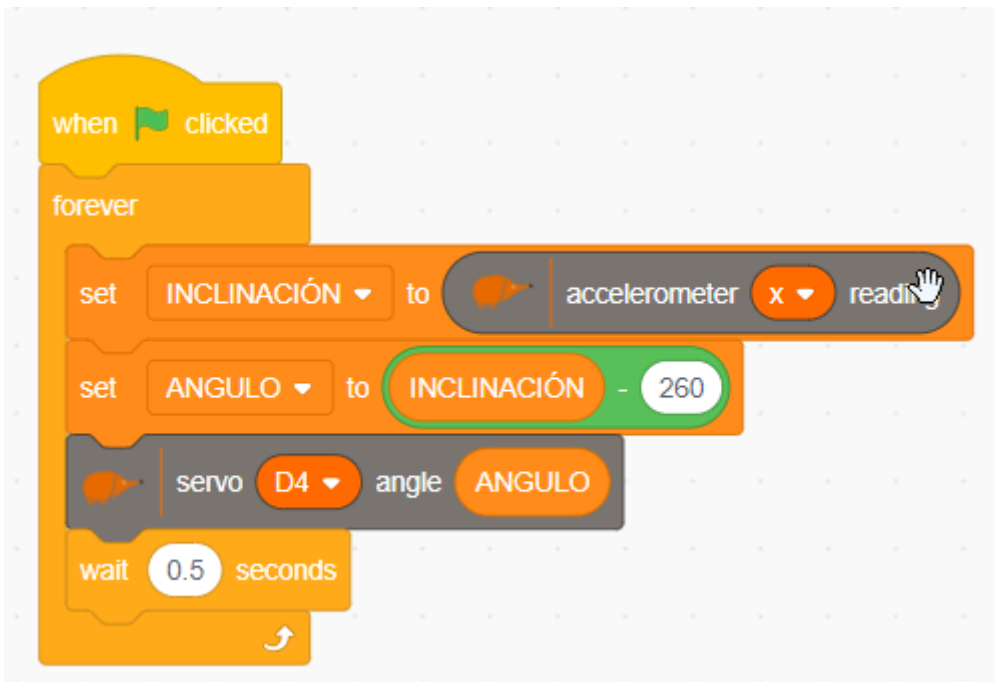 when clicked
forever
set INCLINACIÓN to accelerometer x reading
set ANGULO to INCLINACIÓN - 260
servo D4 angle ANGULO
wait 0.5 seconds